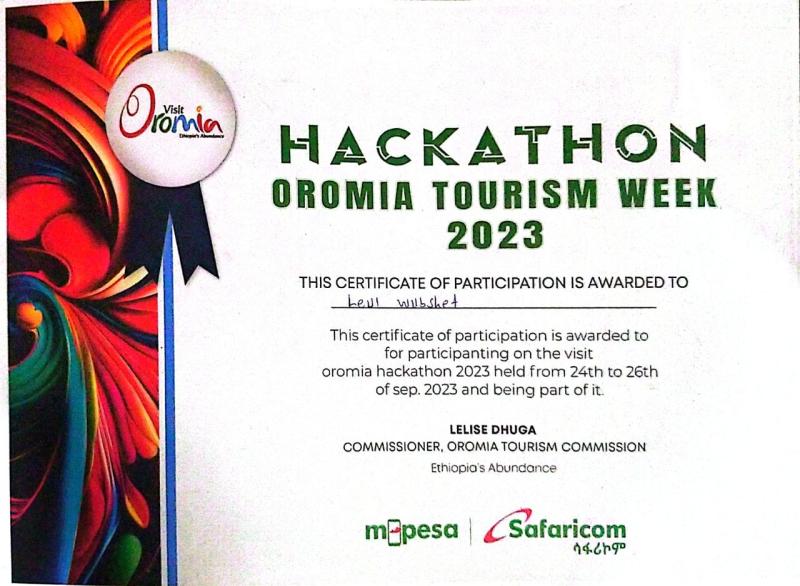 Visit
Oromia
Ethiopia's Abundance
HACKATHON
OROMIA TOURISM WEEK
2023
THIS CERTIFICATE OF PARTICIPATION IS AWARDED TO
This certificate of participation is awarded to
for participanting on the visit
oromia hackathon 2023 held from 24th to 26th
of sep. 2023 and being part of it.
LELISE DHUGA
COMMISSIONER, OROMIA TOURISM COMMISSION
Ethiopia's Abundance
m-pesa
Safaricom
ሳፋሪኮም